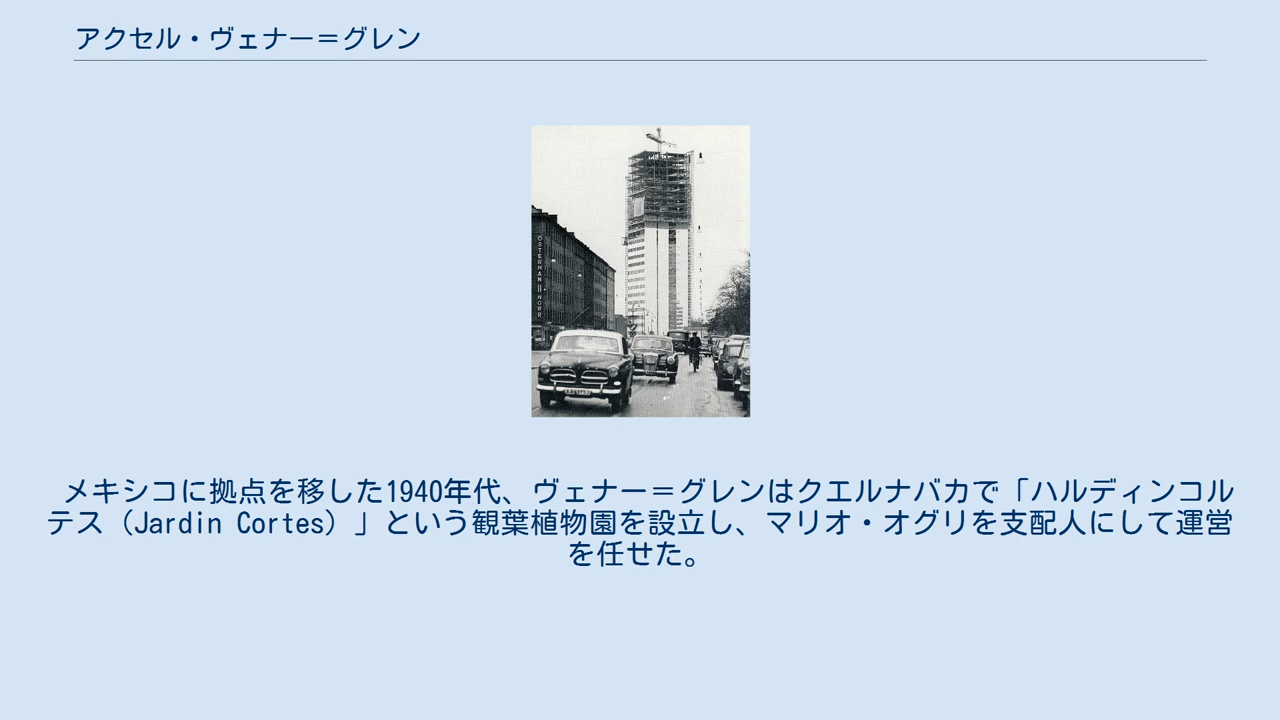 アクセル・ヴェナー＝グレン
ÖSTERMAN
NORR
メキシコに拠点を移した1940年代、ヴェナー＝グレンはクエルナバカで「ハルディンコル
テス（Jardin Cortes）」という観葉植物園を設立し、マリオ・オグリを支配人にして運営
を任せた。